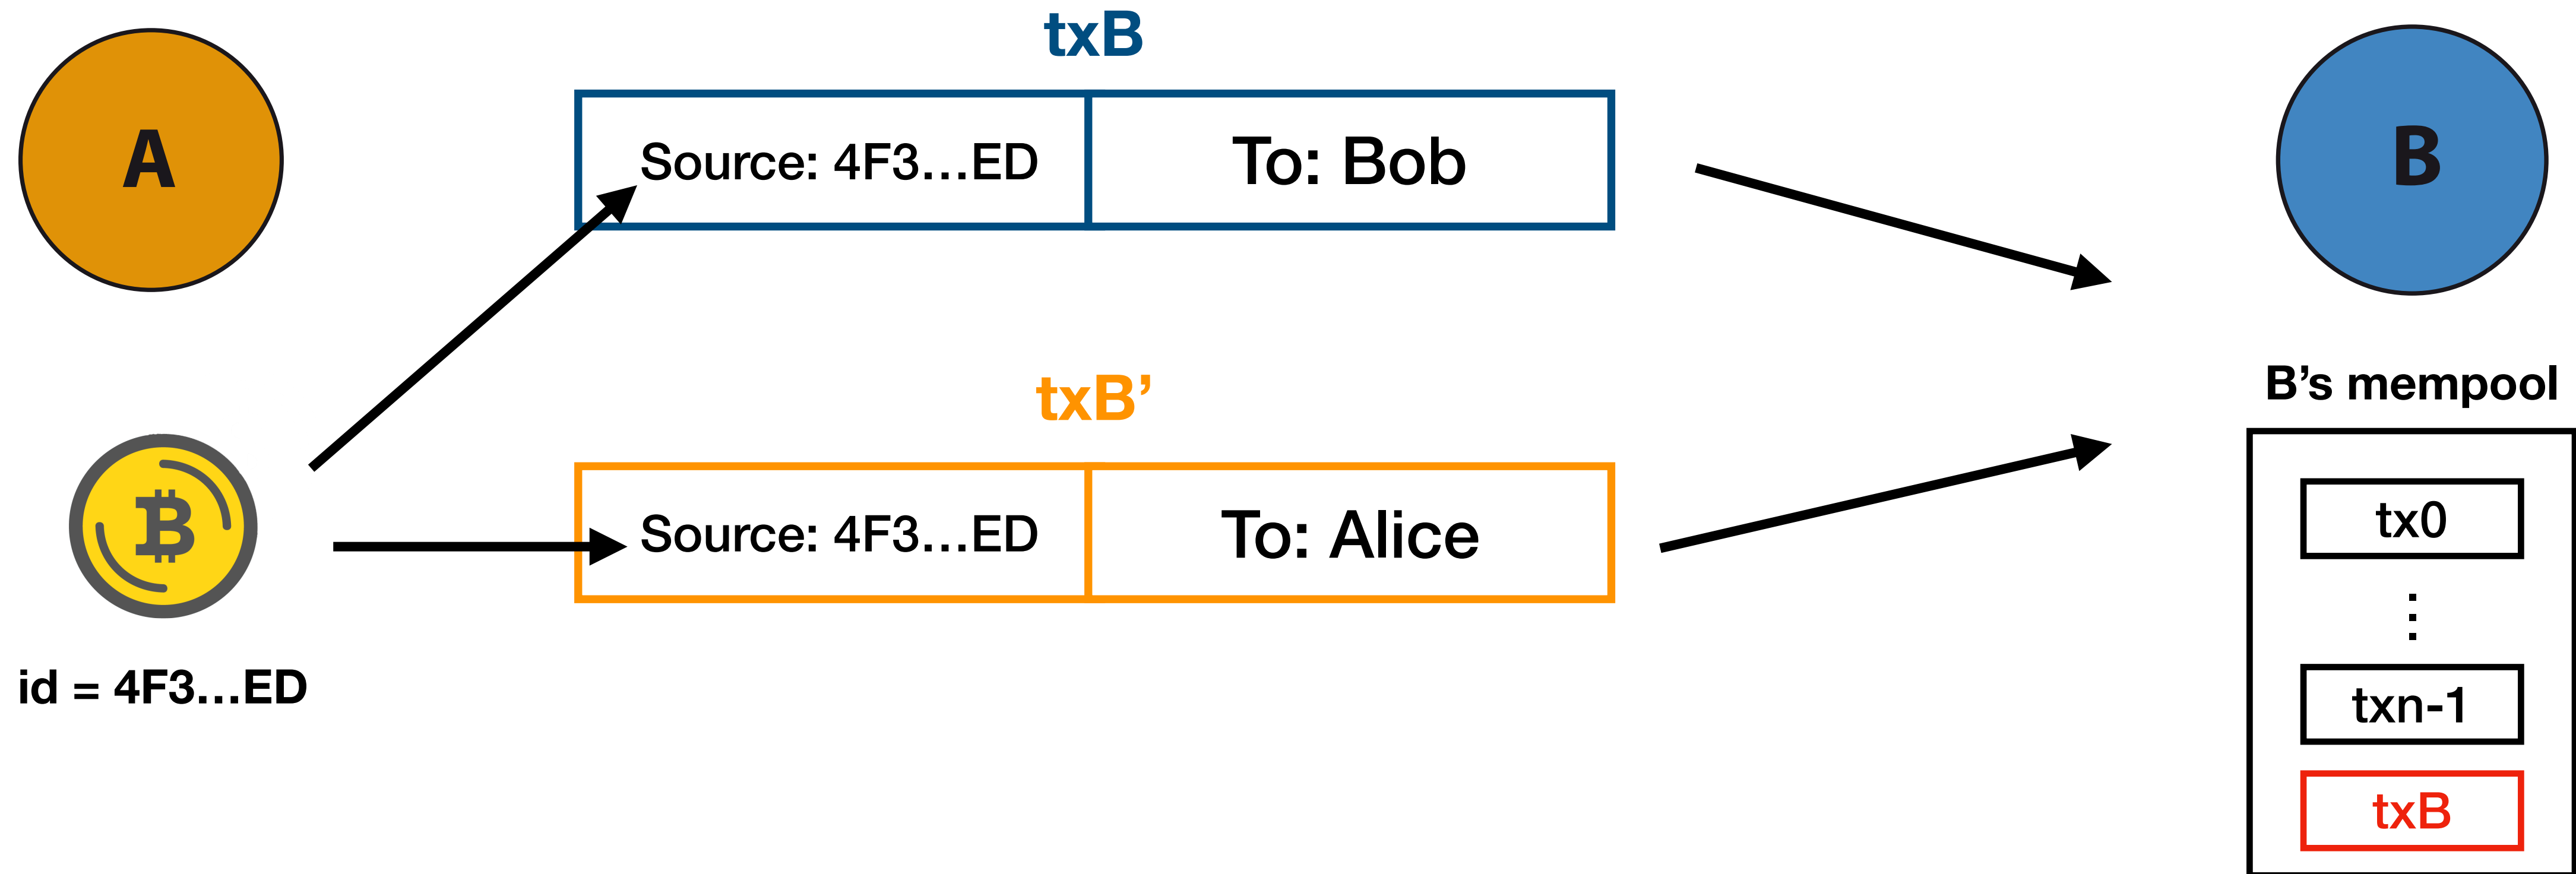 txB
A
Source: 4F3...ED
To: Bob
B
txB’
B’s mempool
Source: 4F3...ED
To: Alice
tx0
⋮
id = 4F3...ED
txn-1
txB